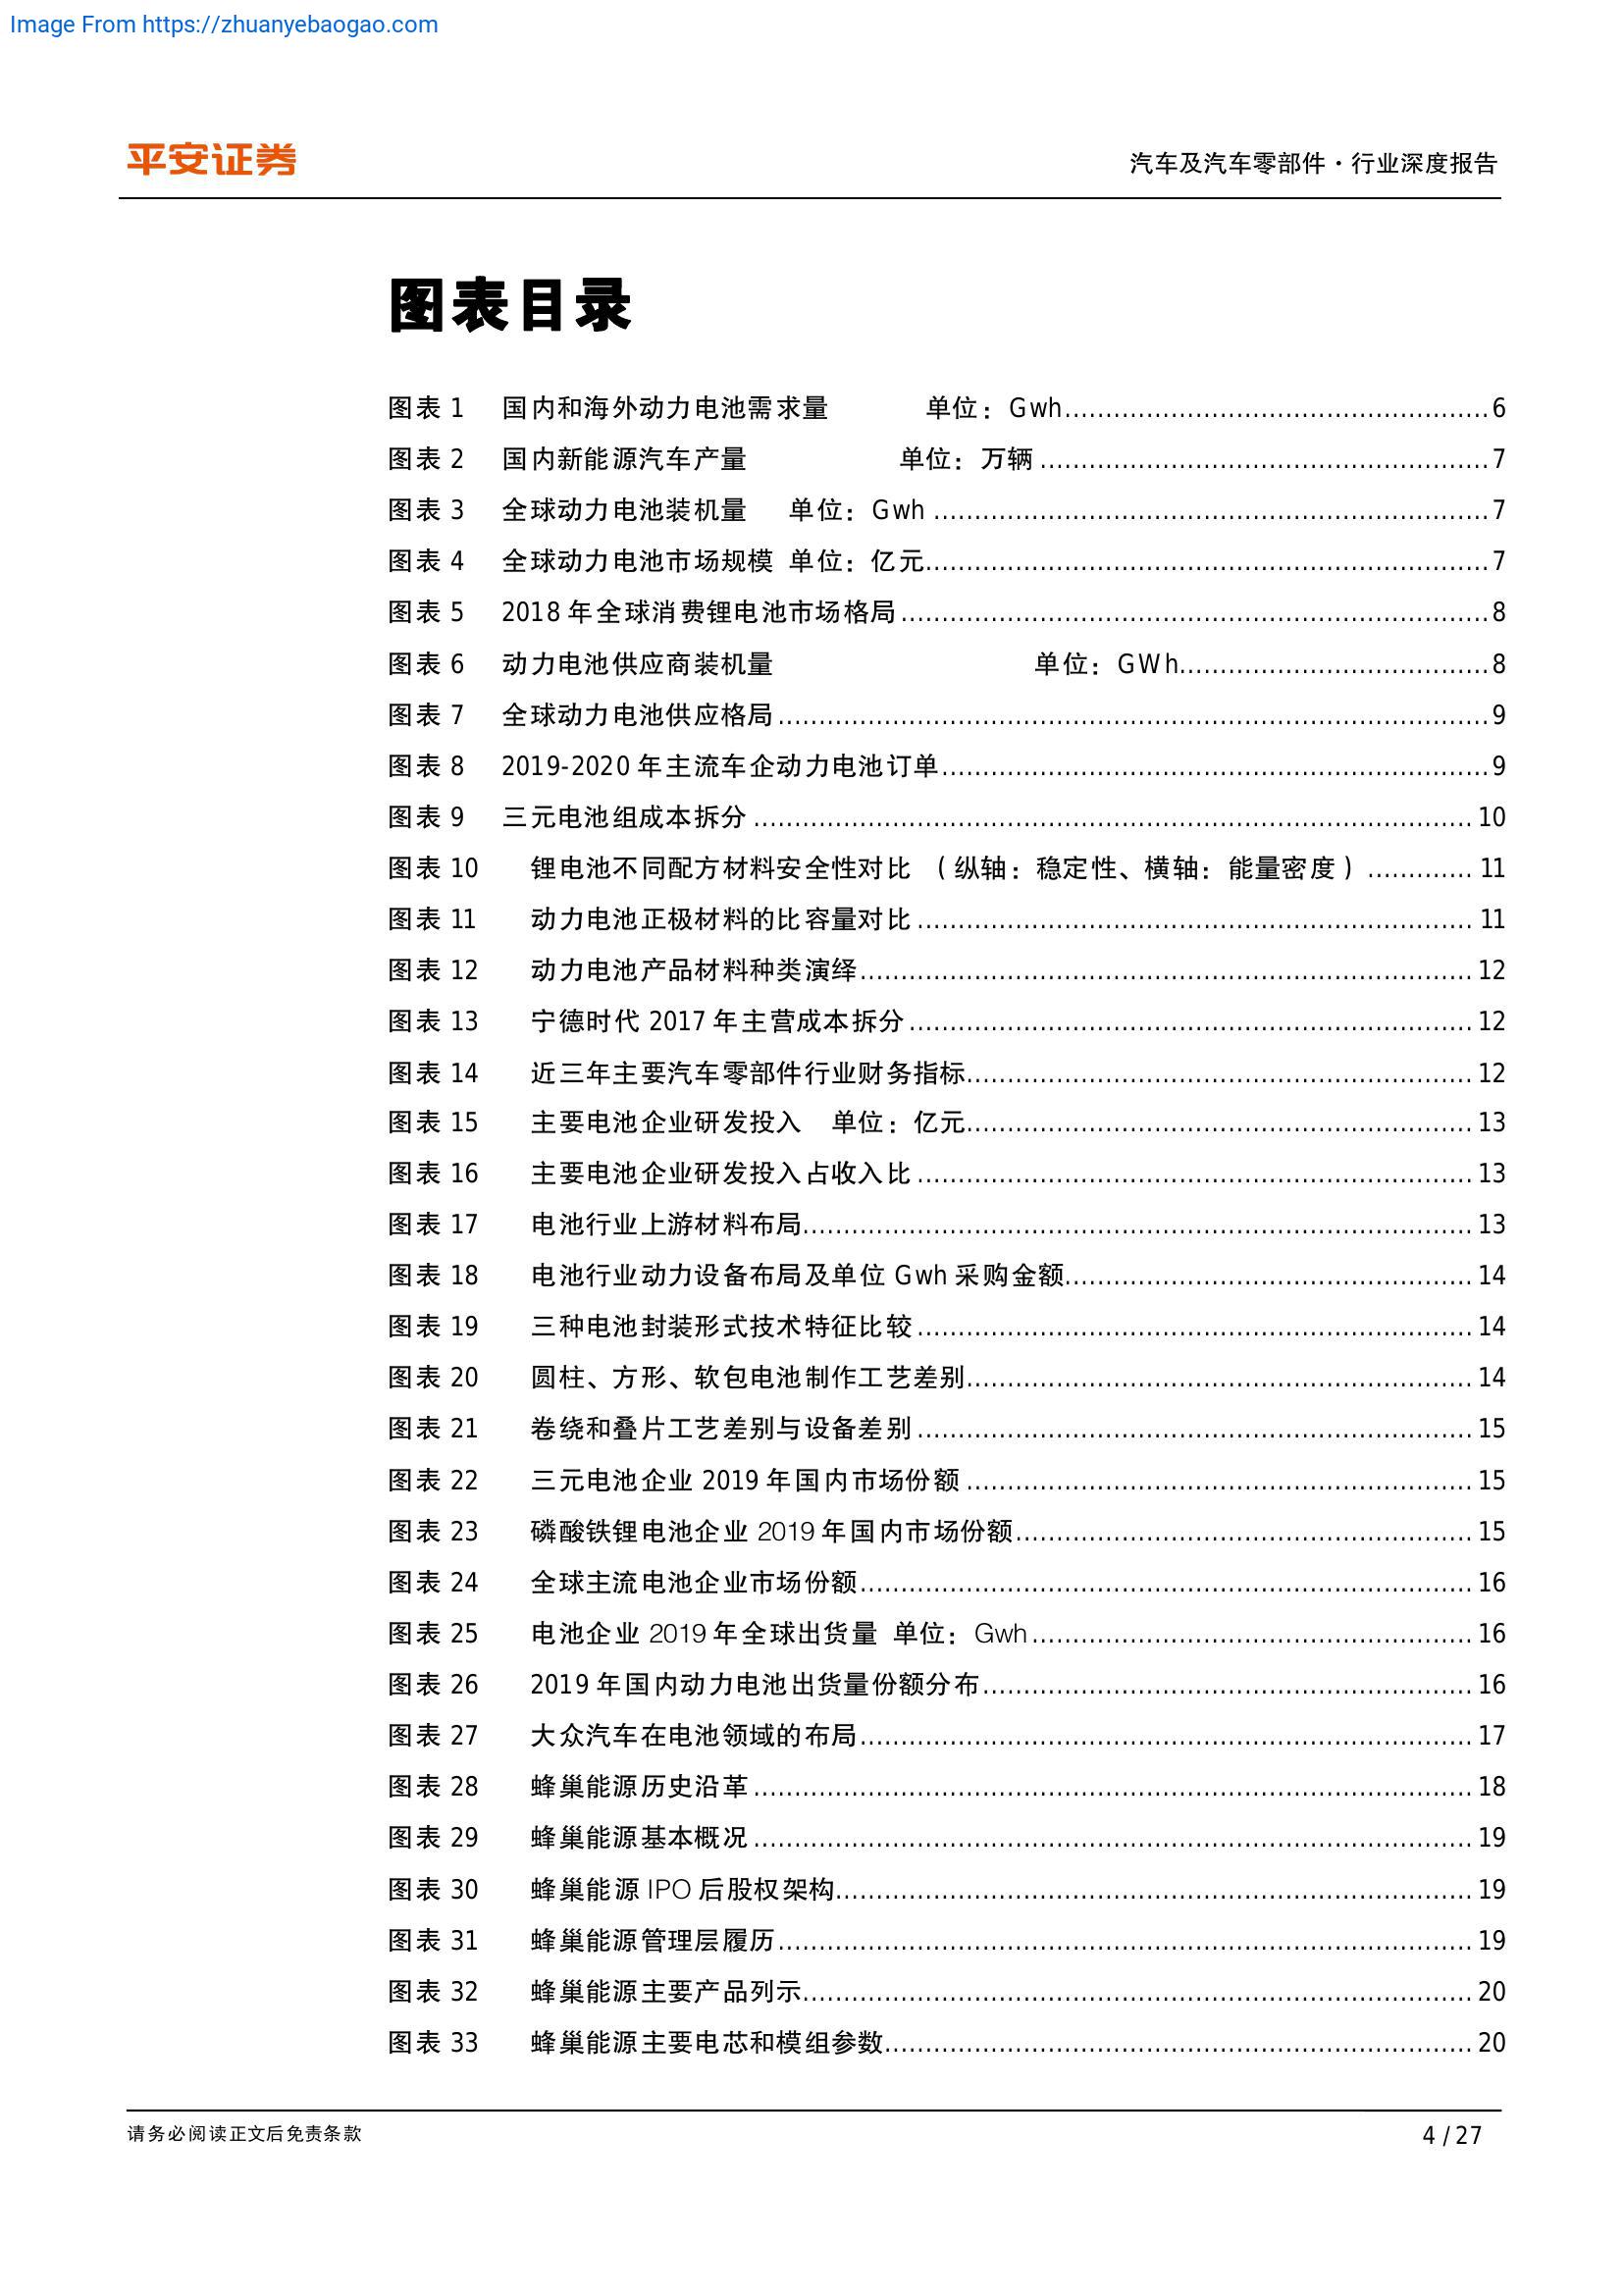 Image From https://zhuanyebaogao.com
平安证券
汽车及汽车零部件·行业深度报告
图表目录
图表 1 国内和海外动力电池需求量 单位：Gwh 6
图表 2 国内新能源汽车产量 单位：万辆 7
图表 3 全球动力电池装机量 单位：Gwh 7
图表 4 全球动力电池市场规模 单位：亿元 7
图表 5 2018 年全球消费锂电池市场格局 8
图表 6 动力电池供应商装机量 单位：GWh 8
图表 7 全球动力电池供应格局 9
图表 8 2019-2020 年主流车企动力电池订单 9
图表 9 三元电池组成本拆分 10
图表 10 锂电池不同配方材料安全性对比 （纵轴：稳定性、横轴：能量密度） 11
图表 11 动力电池正极材料的比容量对比 11
图表 12 动力电池产品材料种类演绎 12
图表 13 宁德时代 2017 年主营成本拆分 12
图表 14 近三年主要汽车零部件行业财务指标 12
图表 15 主要电池企业研发投入 单位：亿元 13
图表 16 主要电池企业研发投入占收入比 13
图表 17 电池行业上游材料布局 13
图表 18 电池行业动力设备布局及单位 Gwh 采购金额 14
图表 19 三种电池封装形式技术特征比较 14
图表 20 圆柱、方形、软包电池制作工艺差别 14
图表 21 卷绕和叠片工艺差别与设备差别 15
图表 22 三元电池企业 2019 年国内市场份额 15
图表 23 磷酸铁锂电池企业 2019 年国内市场份额 15
图表 24 全球主流电池企业市场份额 16
图表 25 电池企业 2019 年全球出货量 单位：Gwh 16
图表 26 2019 年国内动力电池出货量份额分布 16
图表 27 大众汽车在电池领域的布局 17
图表 28 蜂巢能源历史沿革 18
图表 29 蜂巢能源基本概况 19
图表 30 蜂巢能源 IPO 后股权架构 19
图表 31 蜂巢能源管理层履历 19
图表 32 蜂巢能源主要产品列示 20
图表 33 蜂巢能源主要电芯和模组参数 20
请务必阅读正文后免责条款
4 / 27